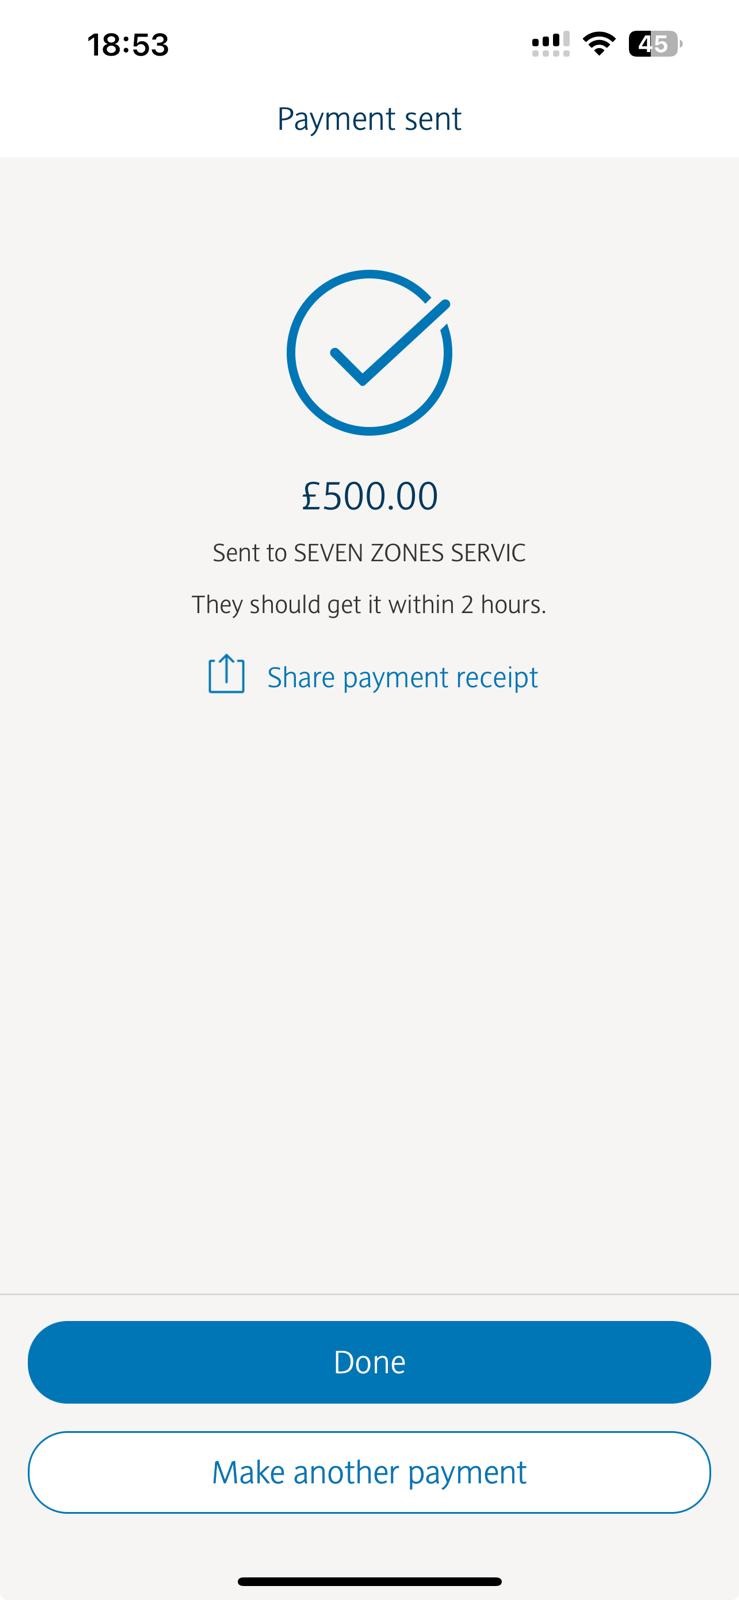 18:53
45
Payment sent
£500.00
Sent to SEVEN ZONES SERVIC
They should get it within 2 hours.
Share payment receipt
Done
Make another payment